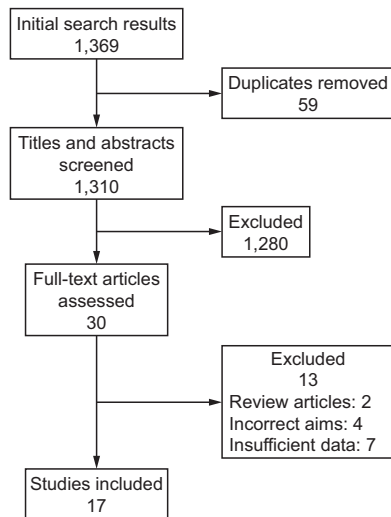 Initial search results
1,369
Duplicates removed
59
Titles and abstracts
screened
1,310
Excluded
1,280
Full-text articles
assessed
30
Excluded
13
Review articles: 2
Incorrect aims: 4
Insufficient data: 7
Studies included
17